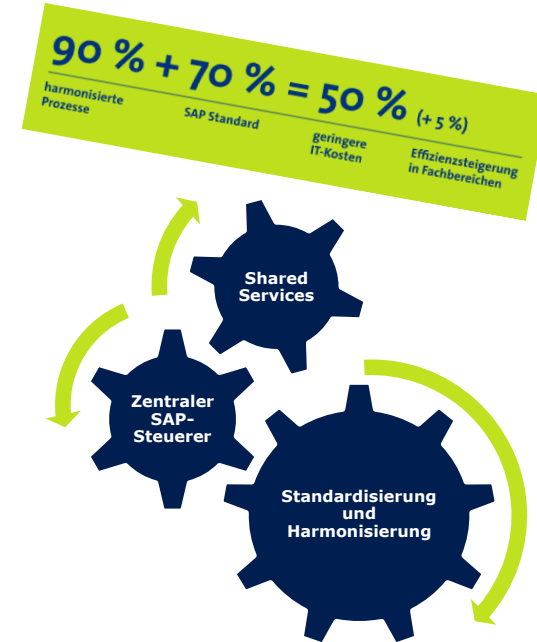 90 % + 70 % = 50 % (+ 5 %)
harmonisierte
Prozesse
SAP Standard
geringere
IT-Kosten
Effizienzsteigerung
in Fachbereichen
Shared
Services
Zentraler
SAP-
Steuerer
Standardisierung
und
Harmonisierung